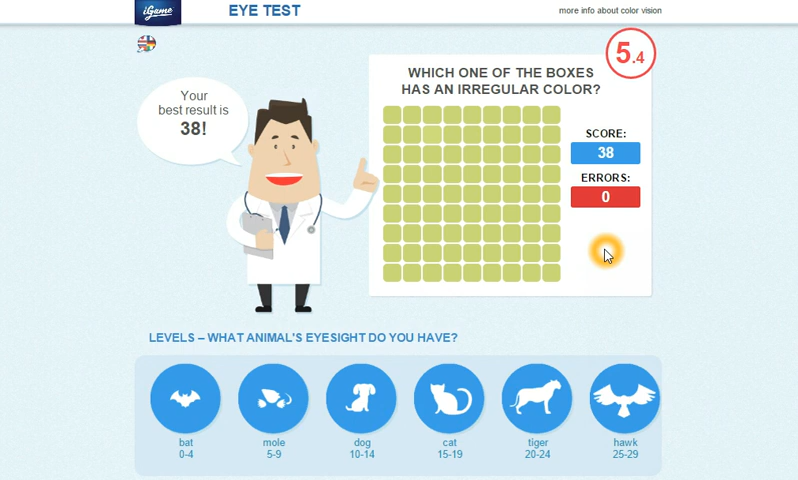 iGame
EYE TEST
more info about color vision
5.4
Your
best result is
38!
WHICH ONE OF THE BOXES
HAS AN IRREGULAR COLOR?
SCORE:
38
ERRORS:
0
LEVELS – WHAT ANIMAL'S EYESIGHT DO YOU HAVE?
bat
0-4
mole
5-9
dog
10-14
cat
15-19
tiger
20-24
hawk
25-29